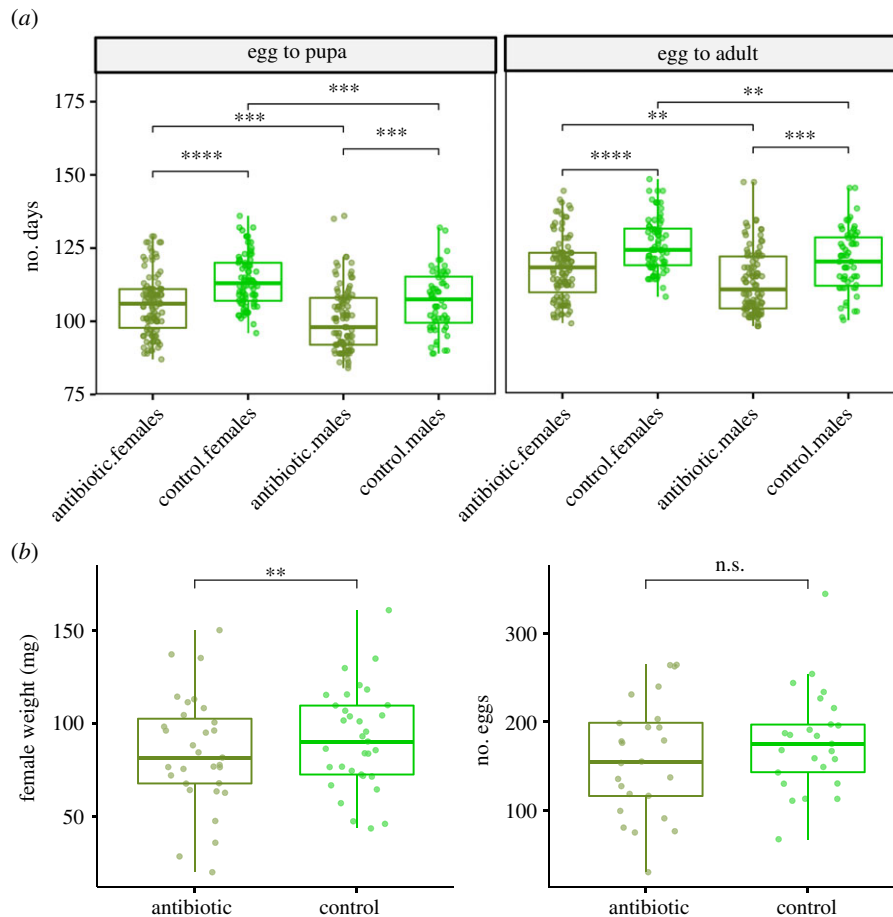 (a)
egg to pupa
egg to adult
no. days
175
150
125
100
75
***
***
***
****
**
**
***
****
antibiotic.females
control.females
antibiotic.males
control.males
antibiotic.females
control.females
antibiotic.males
control.males
(b)
female weight (mg)
150
100
50
**
antibiotic
control
no. eggs
300
200
100
n.s.
antibiotic
control